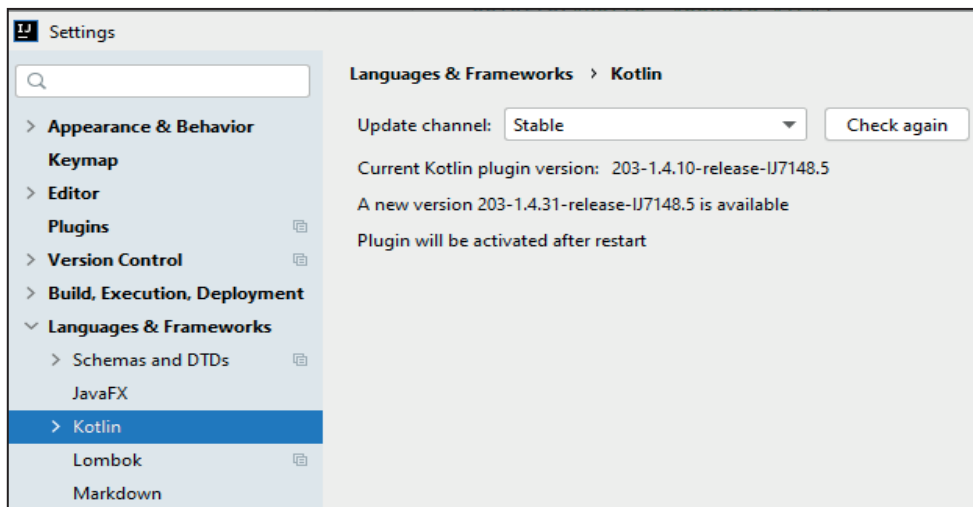 IJ Settings
Appearance & Behavior
Keymap
Editor
Plugins
Version Control
Build, Execution, Deployment
Languages & Frameworks
Schemas and DTDs
JavaFX
Kotlin
Lombok
Markdown
Languages & Frameworks › Kotlin
Update channel: Stable Check again
Current Kotlin plugin version: 203-1.4.10-release-IJ7148.5
A new version 203-1.4.31-release-IJ7148.5 is available
Plugin will be activated after restart